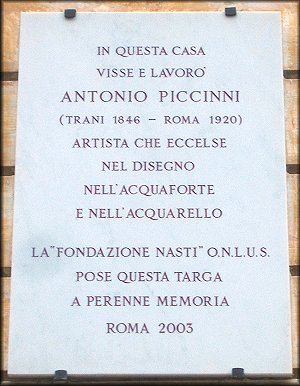 IN QUESTA CASA
VISSE E LAVORO'
ANTONIO PICCINNI
(TRANI 1846 – ROMA 1920)
ARTISTA CHE ECCELSE
NEL DISEGNO
NELL'ACQUAFORTE
E NELL'ACQUARELLO
LA "FONDAZIONE NASTI" O.N.L.U.S.
POSE QUESTA TARGA
A PERENNE MEMORIA
ROMA 2003